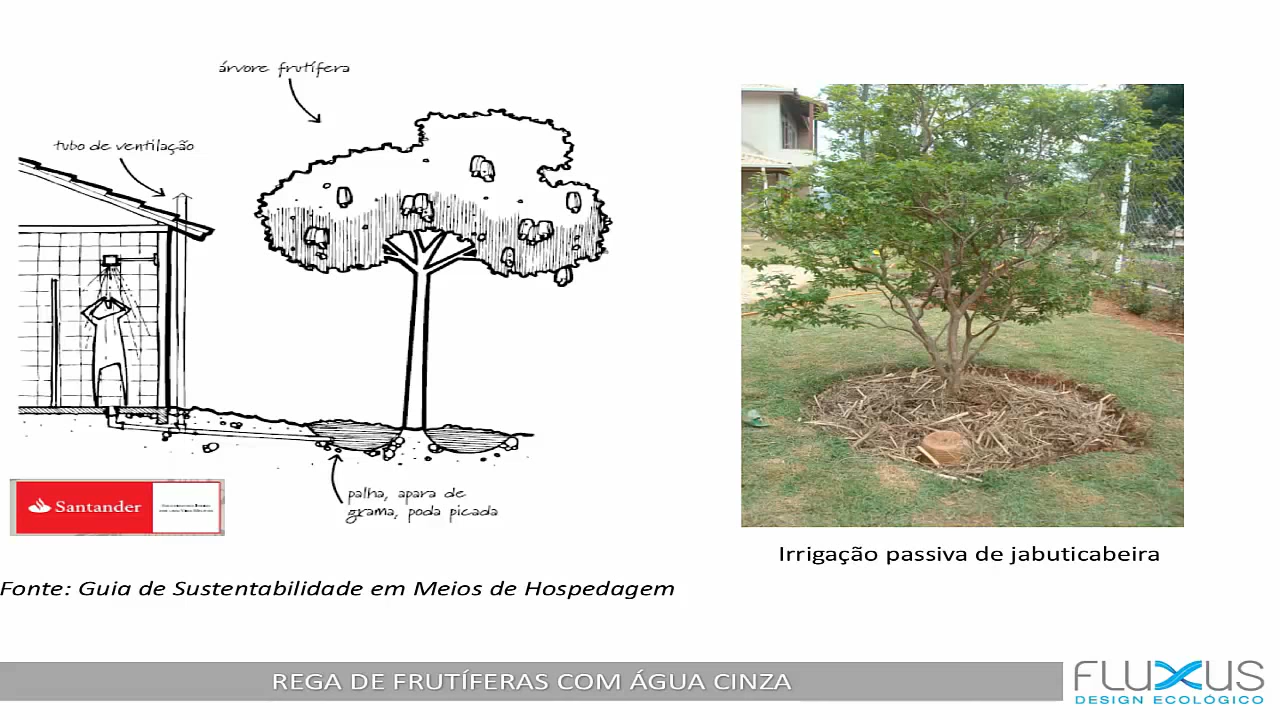 árvore frutífera
tubo de ventilação
palha, apara de
grama, poda picada
Santander
Irrigação passiva de jabuticabeira
Fonte: Guia de Sustentabilidade em Meios de Hospedagem
REGA DE FRUTÍFERAS COM ÁGUA CINZA
FLUXUS
DESIGN ECOLÓGICO